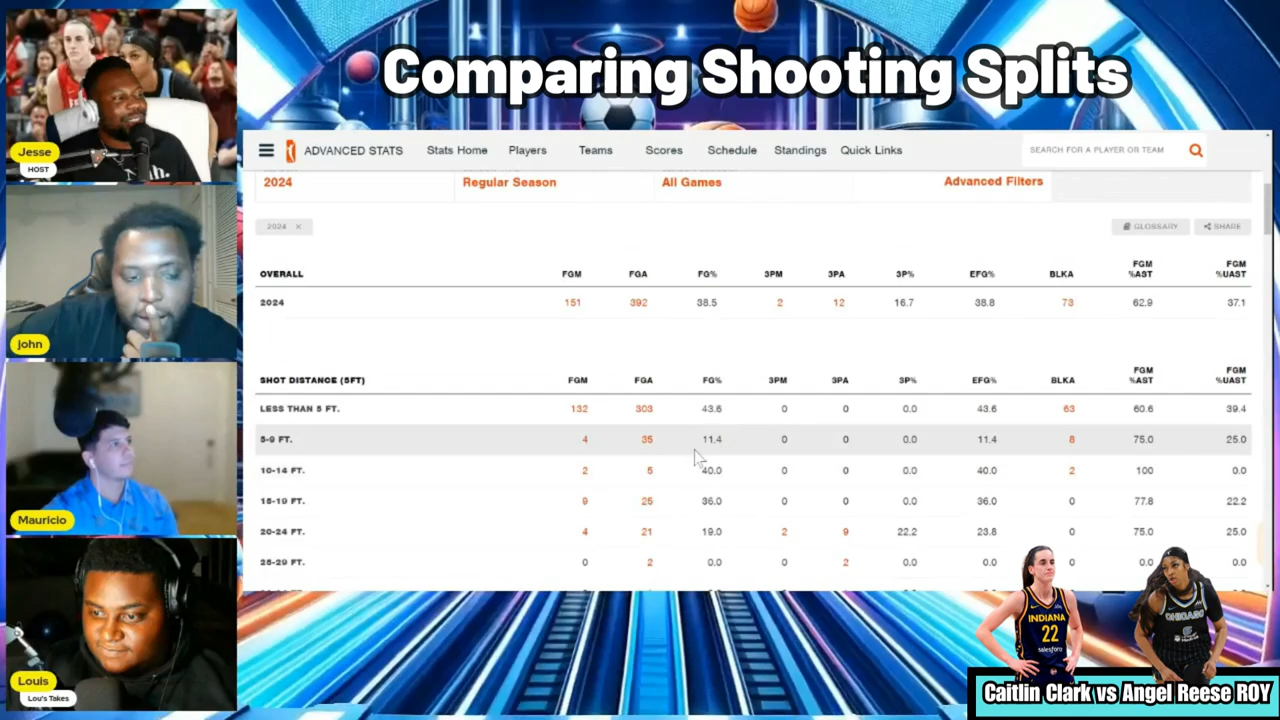 Comparing Shooting Splits
Jesse
HOST
john
Mauricio
Louis
Lou's Takes
ADVANCED STATS Stats Home Players Teams Scores Schedule Standings Quick Links SEARCH FOR A PLAYER OR TEAM
2024 Regular Season All Games Advanced Filters
2024 × GLOSSARY SHARE
OVERALL FGM FGA FG% 3PM 3PA 3P% EFG% BLKA FGM %AST FGM %UAST
2024 151 392 38.5 2 12 16.7 38.8 73 62.9 37.1
SHOT DISTANCE (5FT) FGM FGA FG% 3PM 3PA 3P% EFG% BLKA FGM %AST FGM %UAST
LESS THAN 5 FT. 132 303 43.6 0 0 0.0 43.6 63 60.6 39.4
5-9 FT. 4 35 11.4 0 0 0.0 11.4 8 75.0 25.0
10-14 FT. 2 5 40.0 0 0 0.0 40.0 2 100 0.0
15-19 FT. 9 25 36.0 0 0 0.0 36.0 0 77.8 22.2
20-24 FT. 4 21 19.0 2 9 22.2 23.8 0 75.0 25.0
25-29 FT. 0 2 0.0 0 2 0.0 0.0 0 0.0 0.0
INDIANA
22
salesforce
CHICAGO
5
Caitlin Clark vs Angel Reese ROY